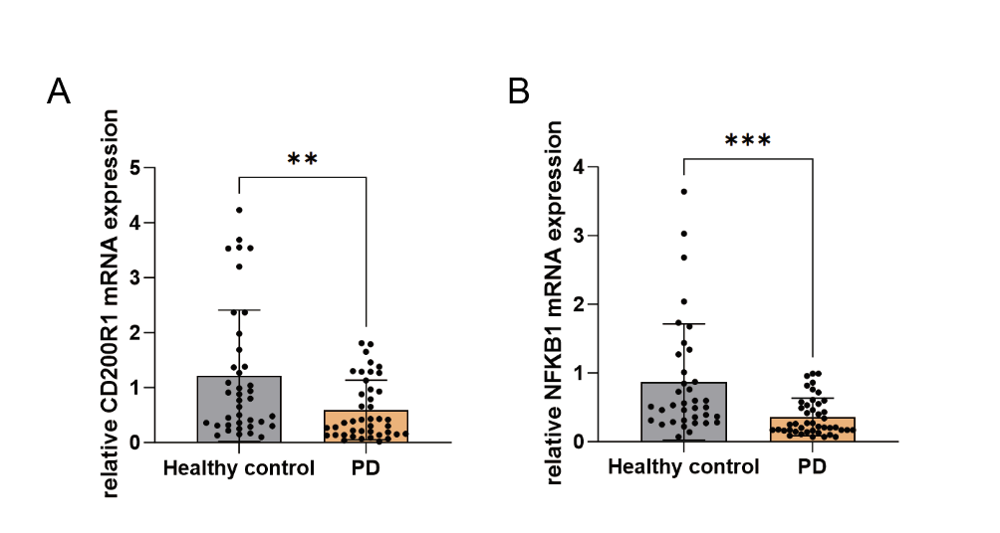 A
relative CD200R1 mRNA expression
5
4
3
2
1
0
**
Healthy control
PD
B
relative NFKB1 mRNA expression
4
3
2
1
0
***
Healthy control
PD